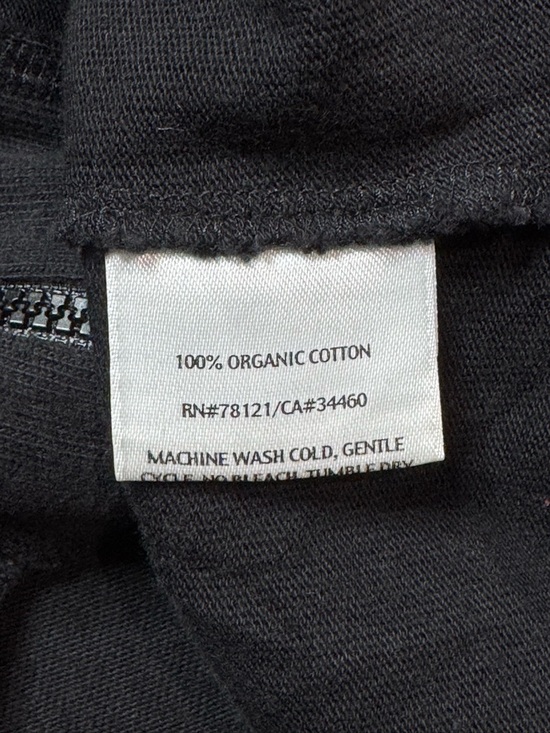 100% ORGANIC COTTON
RN#78121/CA#34460
MACHINE WASH COLD, GENTLE
CYCLE, NO BLEACH, TUMBLE DRY